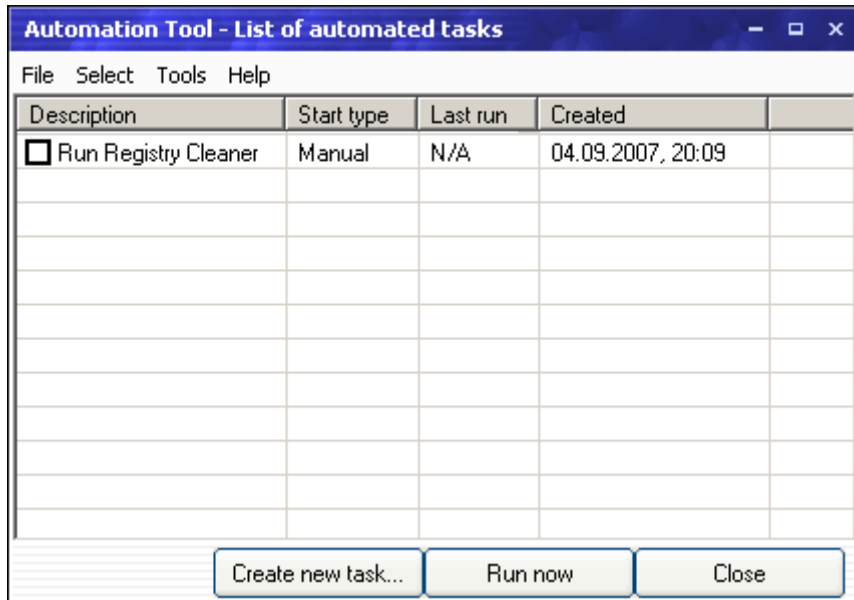 Automation Tool - List of automated tasks
File Select Tools Help
Description Start type Last run Created
Run Registry Cleaner Manual N/A 04.09.2007, 20:09
Create new task... Run now Close